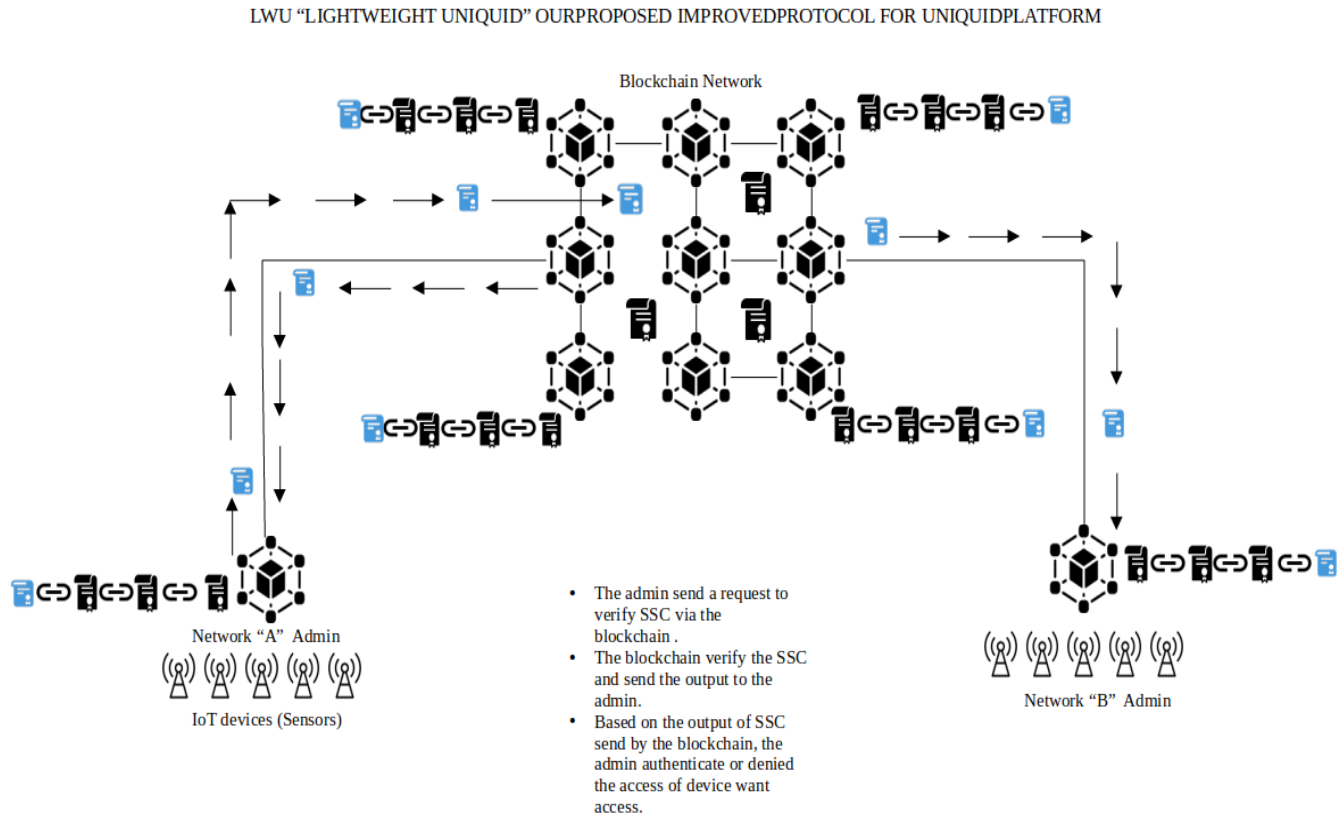 LWU “LIGHTWEIGHT UNIQUID” OURPROPOSED IMPROVEDPROTOCOL FOR UNIQUIDPLATFORM
Blockchain Network
Network “A” Admin
IoT devices (Sensors)
• The admin send a request to
verify SSC via the
blockchain .
• The blockchain verify the SSC
and send the output to the
admin.
• Based on the output of SSC
send by the blockchain, the
admin authenticate or denied
the access of device want
access.
Network “B” Admin